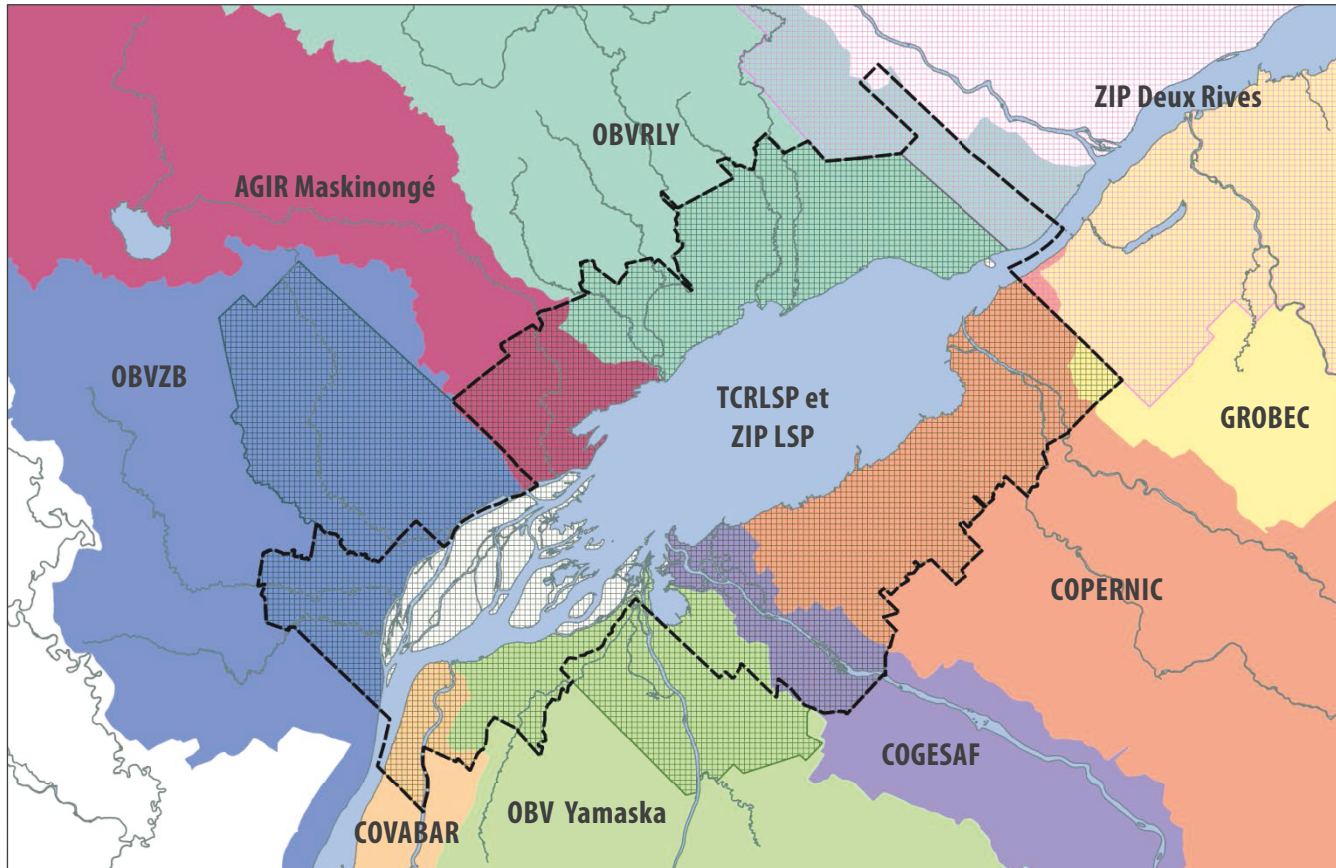 ZIP Deux Rives
OBVRLY
AGIR Maskinongé
OBVZB
TCRLSP et
ZIP LSP
GROBEC
COPERNIC
COGESAF
OBV Yamaska
COVABAR